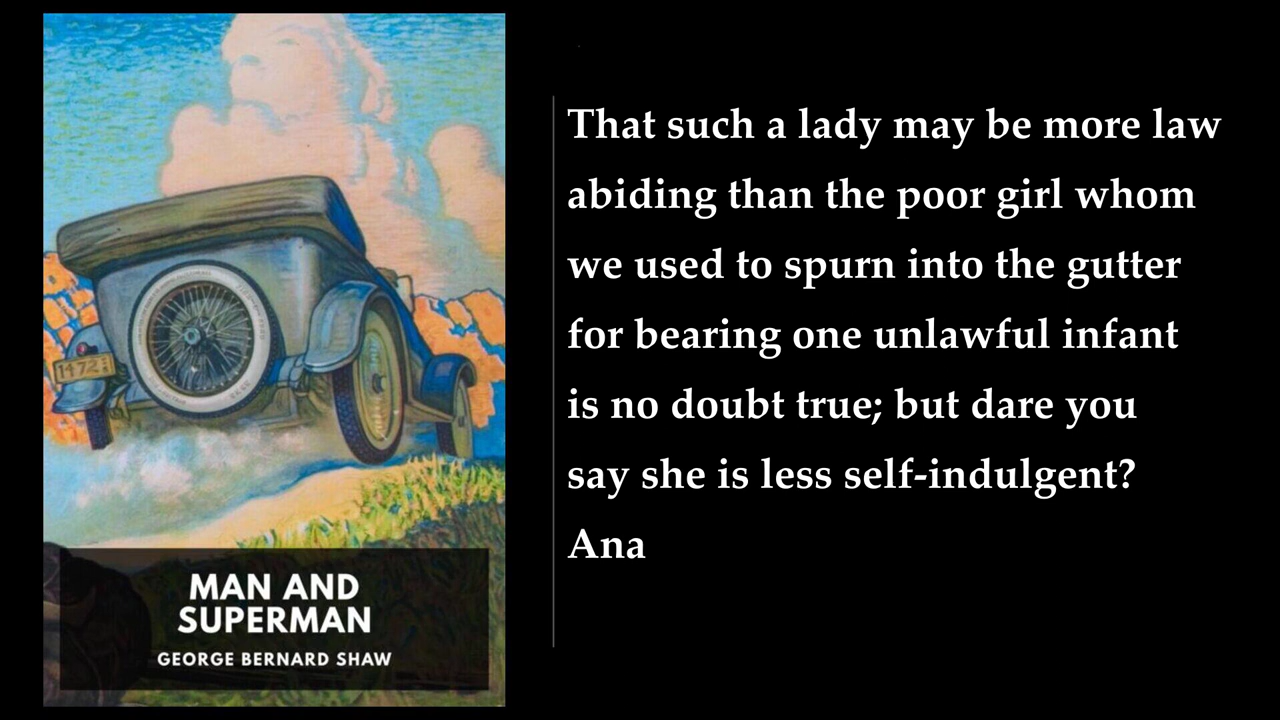 1472
MAN AND
SUPERMAN
GEORGE BERNARD SHAW
That such a lady may be more law
abiding than the poor girl whom
we used to spurn into the gutter
for bearing one unlawful infant
is no doubt true; but dare you
say she is less self-indulgent?
Ana